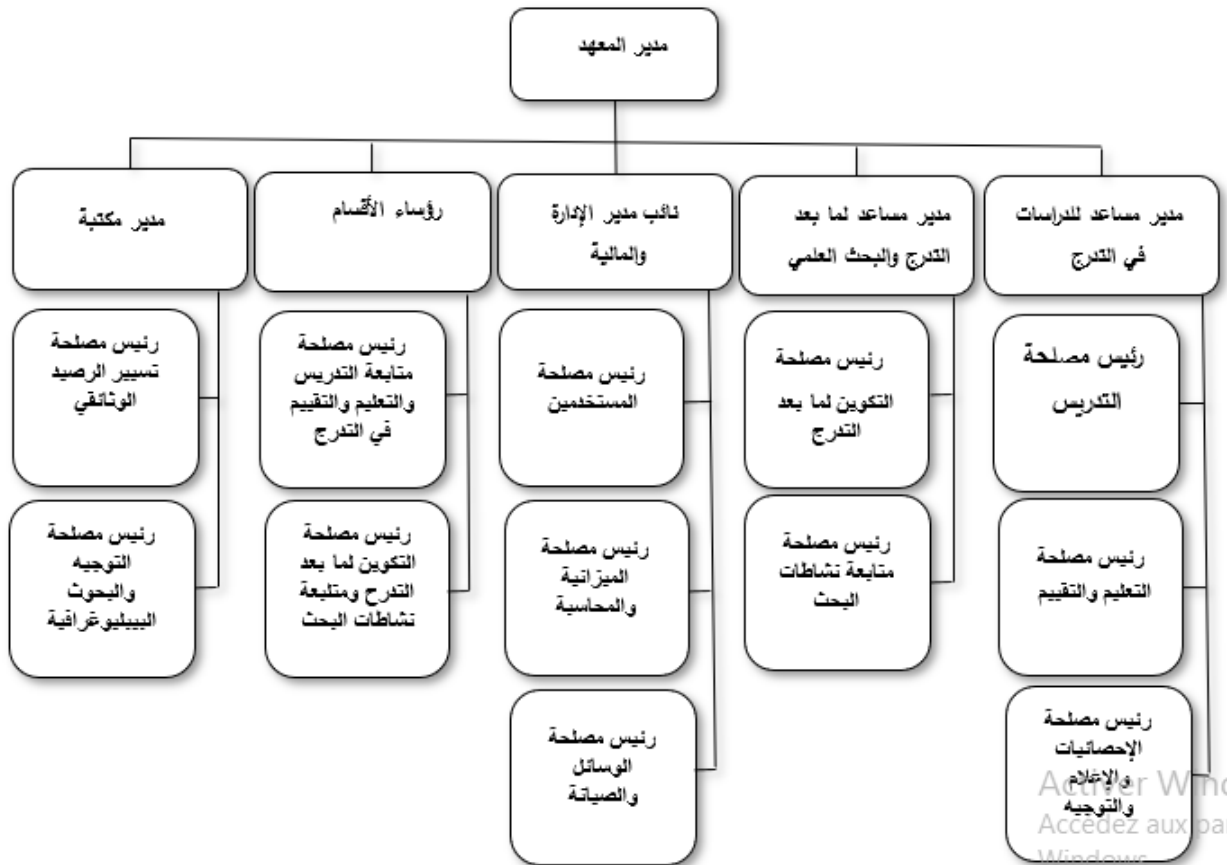 مدير المعهد
مدير مساعد للدراسات
في التدرج
مدير مساعد لما بعد
التدرج والبحث العلمي
نائب مدير الإدارة
والمالية
رؤساء الأقسام
مدير مكتبة
رئيس مصلحة
التدريس
رئيس مصلحة
التعليم والتقييم
رئيس مصلحة
الإحصائيات
والإعلام
والتوجيه
رئيس مصلحة
التكوين لما بعد
التدرج
رئيس مصلحة
متابعة نشاطات
البحث
رئيس مصلحة
المستخدمين
رئيس مصلحة
الميزانية
والمحاسبة
رئيس مصلحة
الوسائل
والصيانة
رئيس مصلحة
متابعة التدريس
والتعليم والتقييم
في التدرج
رئيس مصلحة
التكوين لما بعد
التدرح ومتليعة
نشاطات البحث
رئيس مصلحة
تسيير الرصيد
الوثائقي
رئيس مصلحة
التوجيه
والبحوث
البيبليوغرافية
Activer Wind
Accédez aux pa
Windows